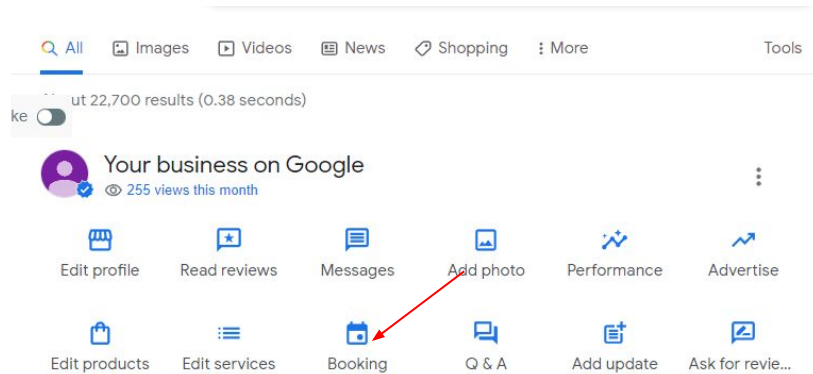 All Images Videos News Shopping More Tools
out 22,700 results (0.38 seconds)
ke
Your business on Google
255 views this month
Edit profile Read reviews Messages Add photo Performance Advertise
Edit products Edit services Booking Q & A Add update Ask for revie...